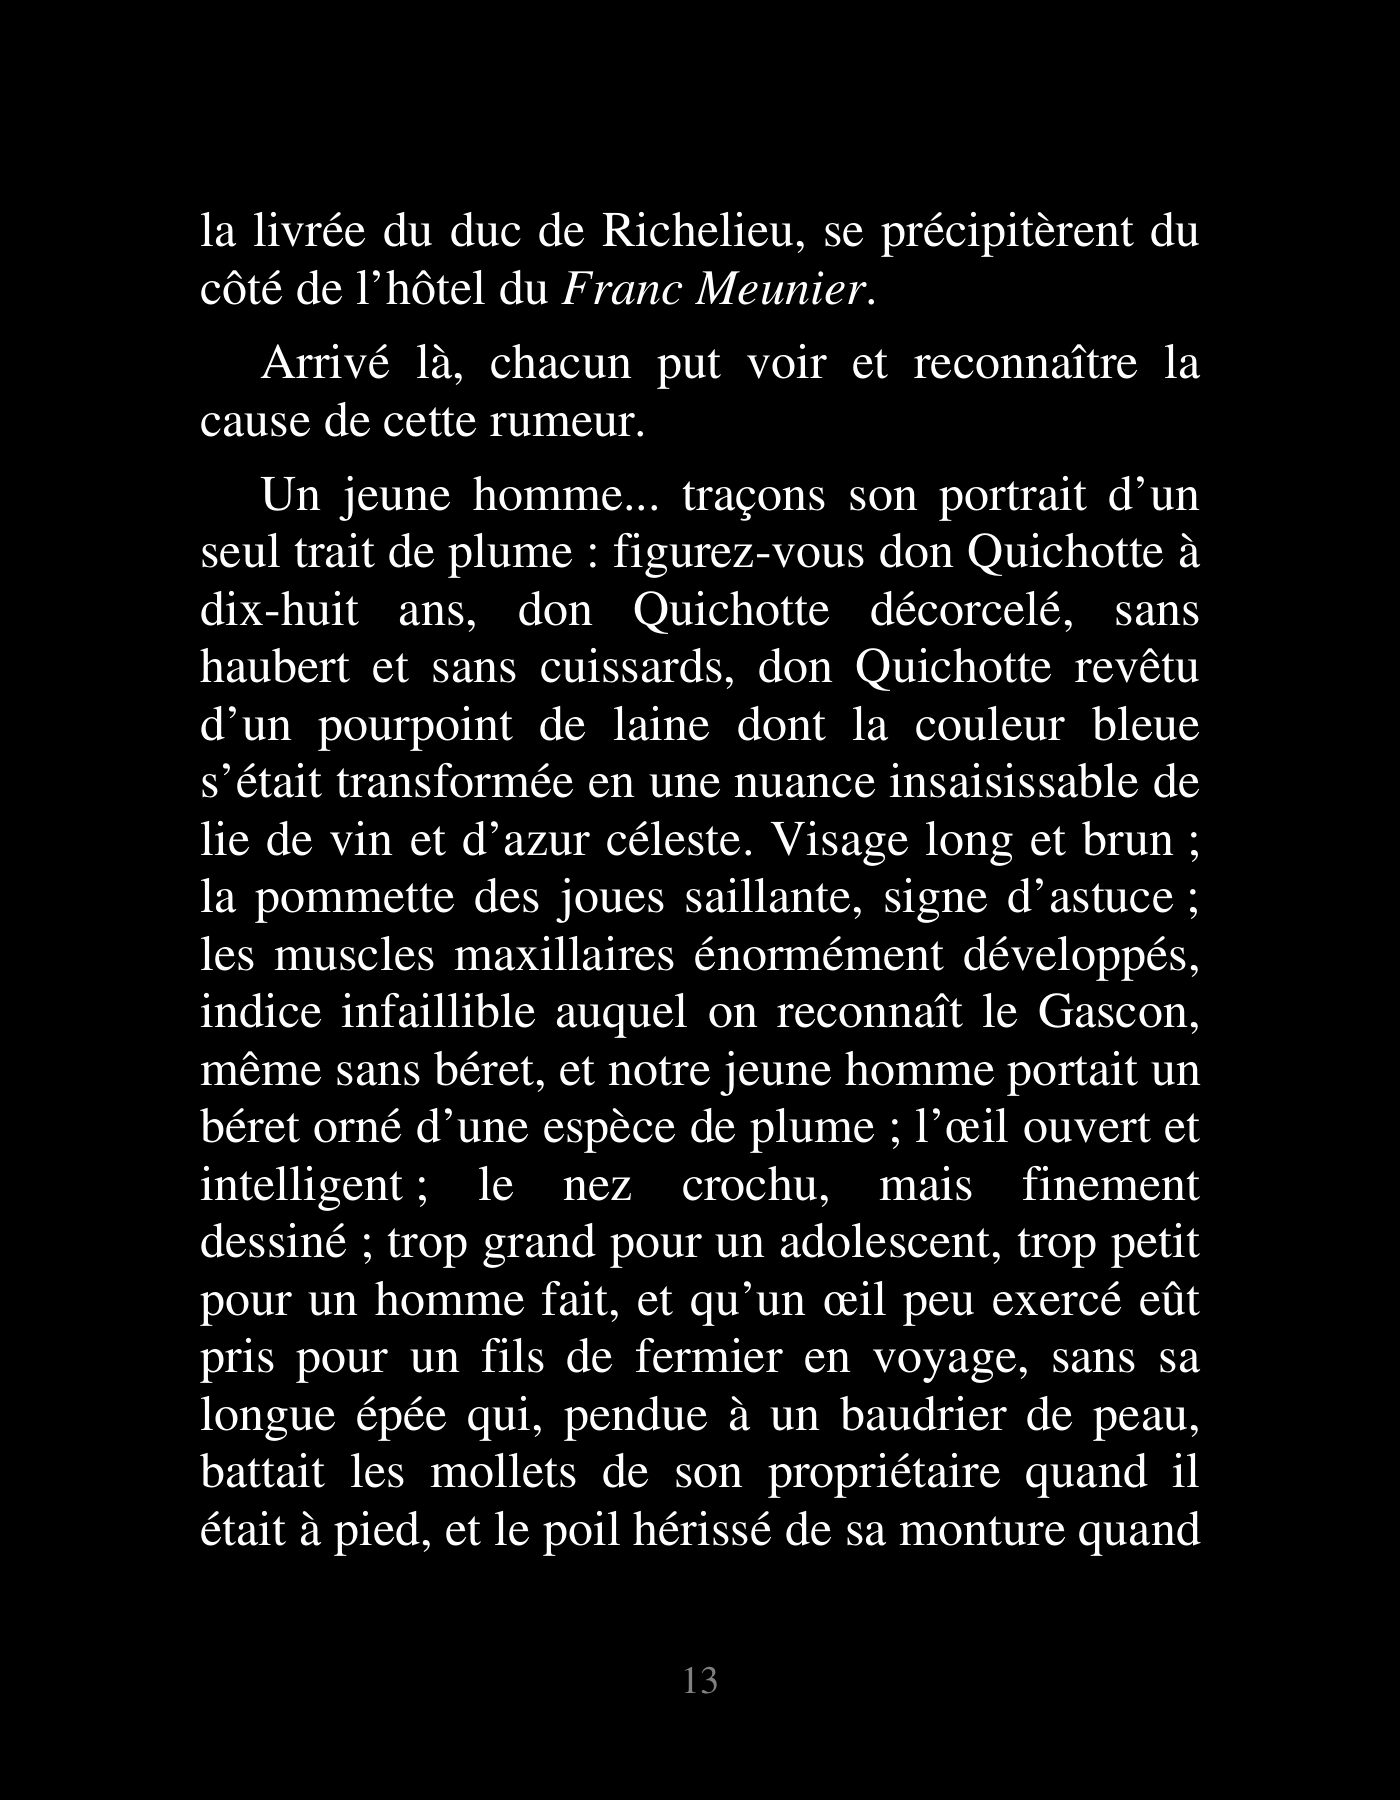 la livrée du duc de Richelieu, se précipitèrent du
côté de l’hôtel du Franc Meunier.
Arrivé là, chacun put voir et reconnaître la
cause de cette rumeur.
Un jeune homme... traçons son portrait d’un
seul trait de plume : figurez-vous don Quichotte à
dix-huit ans, don Quichotte décorcelé, sans
haubert et sans cuissards, don Quichotte revêtu
d’un pourpoint de laine dont la couleur bleue
s’était transformée en une nuance insaisissable de
lie de vin et d’azur céleste. Visage long et brun ;
la pommette des joues saillante, signe d’astuce ;
les muscles maxillaires énormément développés,
indice infaillible auquel on reconnaît le Gascon,
même sans béret, et notre jeune homme portait un
béret orné d’une espèce de plume ; l’œil ouvert et
intelligent ; le nez crochu, mais finement
dessiné ; trop grand pour un adolescent, trop petit
pour un homme fait, et qu’un œil peu exercé eût
pris pour un fils de fermier en voyage, sans sa
longue épée qui, pendue à un baudrier de peau,
battait les mollets de son propriétaire quand il
était à pied, et le poil hérissé de sa monture quand
13